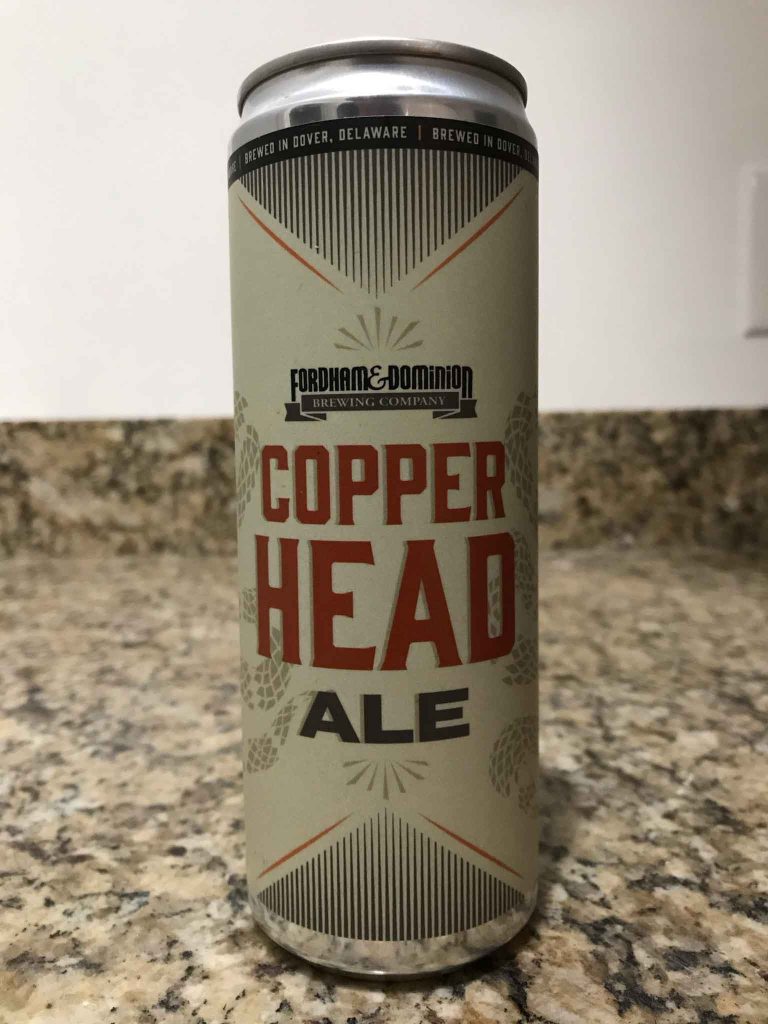 BREWED IN DOVER, DELAWARE | BREWED IN DOVER,
FORDHAM & DOMINION
BREWING COMPANY
COPPER
HEAD
ALE